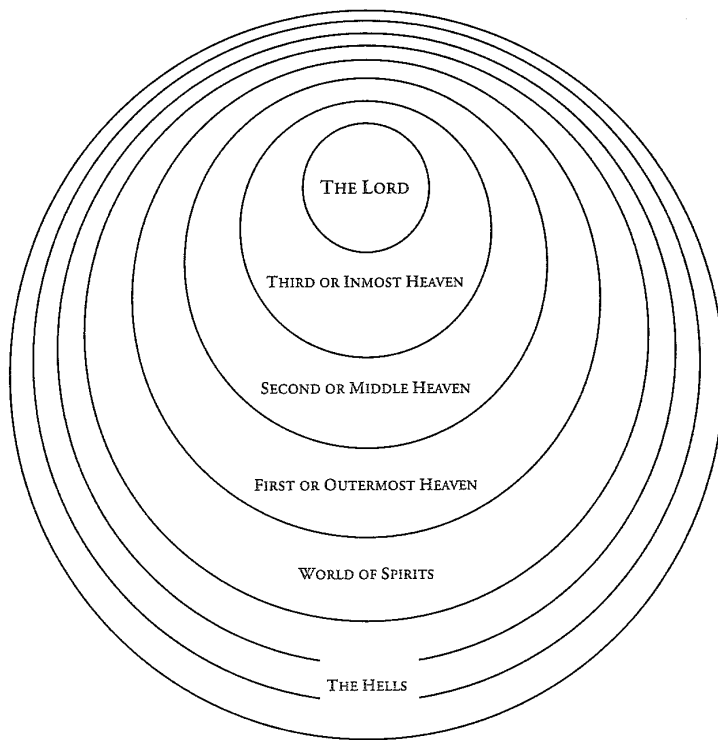 THE LORD
THIRD OR INMOST HEAVEN
SECOND OR MIDDLE HEAVEN
FIRST OR OUTERMOST HEAVEN
WORLD OF SPIRITS
THE HELLS